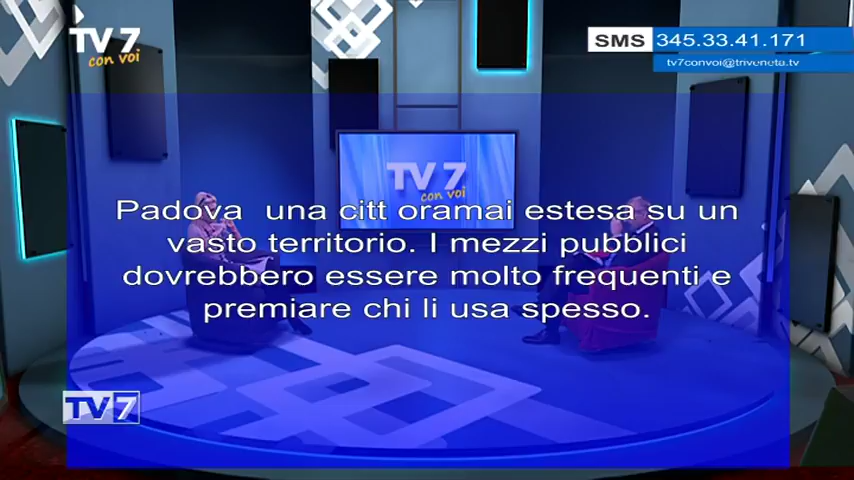 TV7
con voi
SMS 345.33.41.171
tv7convoi@triveneta.tv
TV7
con voi
Padova una citt oramai estesa su un
vasto territorio. I mezzi pubblici
dovrebbero essere molto frequenti e
premiare chi li usa spesso.
TV7